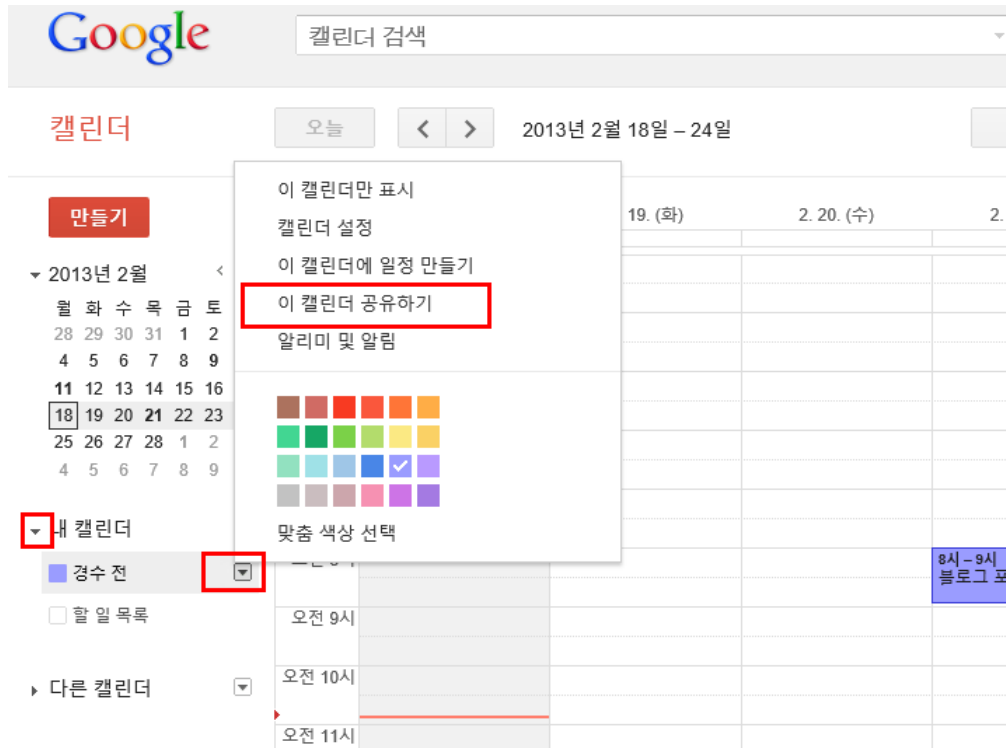 Google
캘린더 검색
캘린더
오늘
2013년 2월 18일 – 24일
이 캘린더만 표시
캘린더 설정
이 캘린더에 일정 만들기
이 캘린더 공유하기
알리미 및 알림
맞춤 색상 선택
만들기
19. (화)
2. 20. (수)
2.
2013년 2월
월 화 수 목 금 토
28 29 30 31 1 2
4 5 6 7 8 9
11 12 13 14 15 16
18 19 20 21 22 23
25 26 27 28 1 2
4 5 6 7 8 9
내 캘린더
경수 전
할 일 목록
다른 캘린더
8시 – 9시
블로그 포
오전 9시
오전 10시
오전 11시